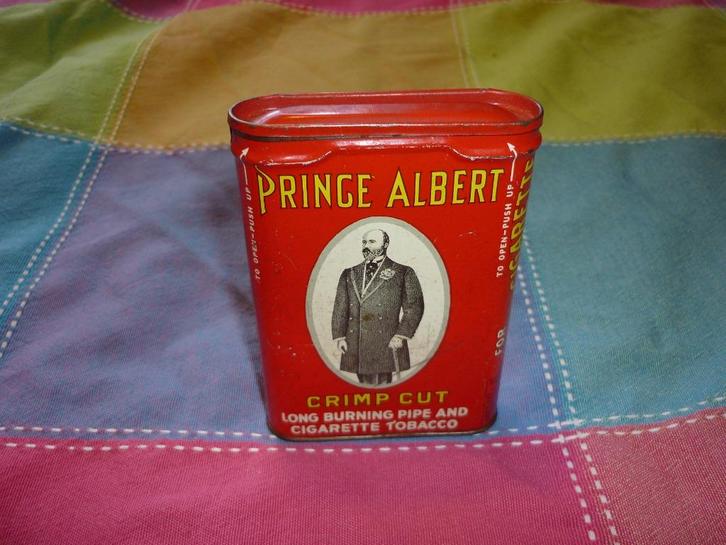 PRINCE ALBERT
TO OPEN-PUSH UP
TO OPEN-PUSH UP
CRIMP CUT
LONG BURNING PIPE AND
CIGARETTE TOBACCO
FOR
CIGARETTE